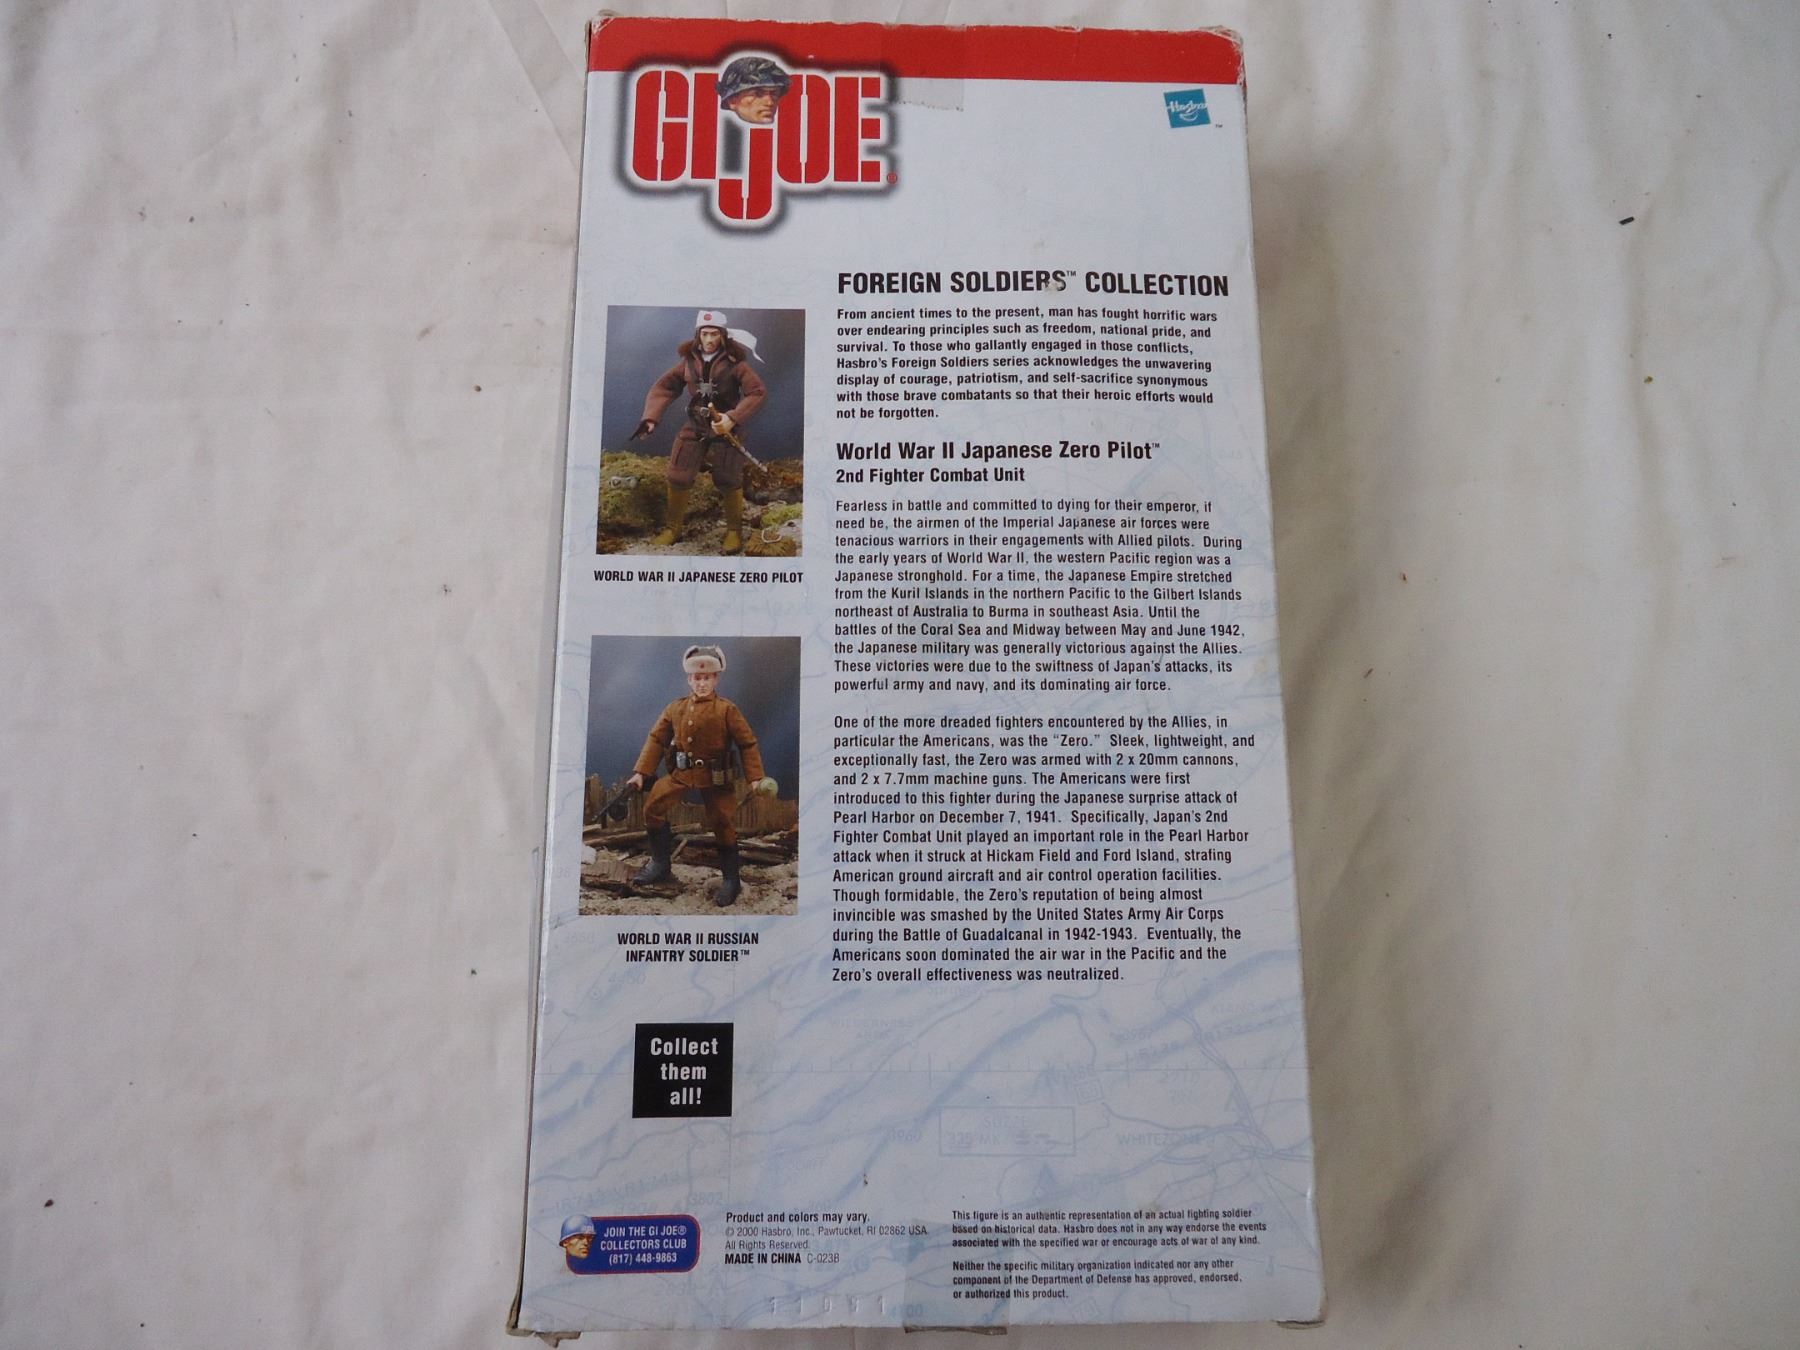 GI JOE®
Hasbro
™
FOREIGN SOLDIERS™ COLLECTION
From ancient times to the present, man has fought horrific wars
over endearing principles such as freedom, national pride, and
survival. To those who gallantly engaged in those conflicts,
Hasbro's Foreign Soldiers series acknowledges the unwavering
display of courage, patriotism, and self-sacrifice synonymous
with those brave combatants so that their heroic efforts would
not be forgotten.
World War II Japanese Zero Pilot™
2nd Fighter Combat Unit
Fearless in battle and committed to dying for their emperor, if
need be, the airmen of the Imperial Japanese air forces were
tenacious warriors in their engagements with Allied pilots. During
the early years of World War II, the western Pacific region was a
Japanese stronghold. For a time, the Japanese Empire stretched
from the Kuril Islands in the northern Pacific to the Gilbert Islands
northeast of Australia to Burma in southeast Asia. Until the
battles of the Coral Sea and Midway between May and June 1942,
the Japanese military was generally victorious against the Allies.
These victories were due to the swiftness of Japan's attacks, its
powerful army and navy, and its dominating air force.
One of the more dreaded fighters encountered by the Allies, in
particular the Americans, was the "Zero." Sleek, lightweight, and
exceptionally fast, the Zero was armed with 2 x 20mm cannons,
and 2 x 7.7mm machine guns. The Americans were first
introduced to this fighter during the Japanese surprise attack of
Pearl Harbor on December 7, 1941. Specifically, Japan's 2nd
Fighter Combat Unit played an important role in the Pearl Harbor
attack when it struck at Hickam Field and Ford Island, strafing
American ground aircraft and air control operation facilities.
Though formidable, the Zero's reputation of being almost
invincible was smashed by the United States Army Air Corps
during the Battle of Guadalcanal in 1942-1943. Eventually, the
Americans soon dominated the air war in the Pacific and the
Zero's overall effectiveness was neutralized.
WORLD WAR II JAPANESE ZERO PILOT
WORLD WAR II RUSSIAN
INFANTRY SOLDIER™
Collect
them
all!
WHITEZONE
JOIN THE GI JOE®
COLLECTORS CLUB
(817) 448-9863
Product and colors may vary.
© 2000 Hasbro, Inc., Pawtucket, RI 02862 USA.
All Rights Reserved.
MADE IN CHINA C-023B
This figure is an authentic representation of an actual fighting soldier
based on historical data. Hasbro does not in any way endorse the events
associated with the specified war or encourage acts of war of any kind.
Neither the specific military organization indicated nor any other
component of the Department of Defense has approved, endorsed,
or authorized this product.